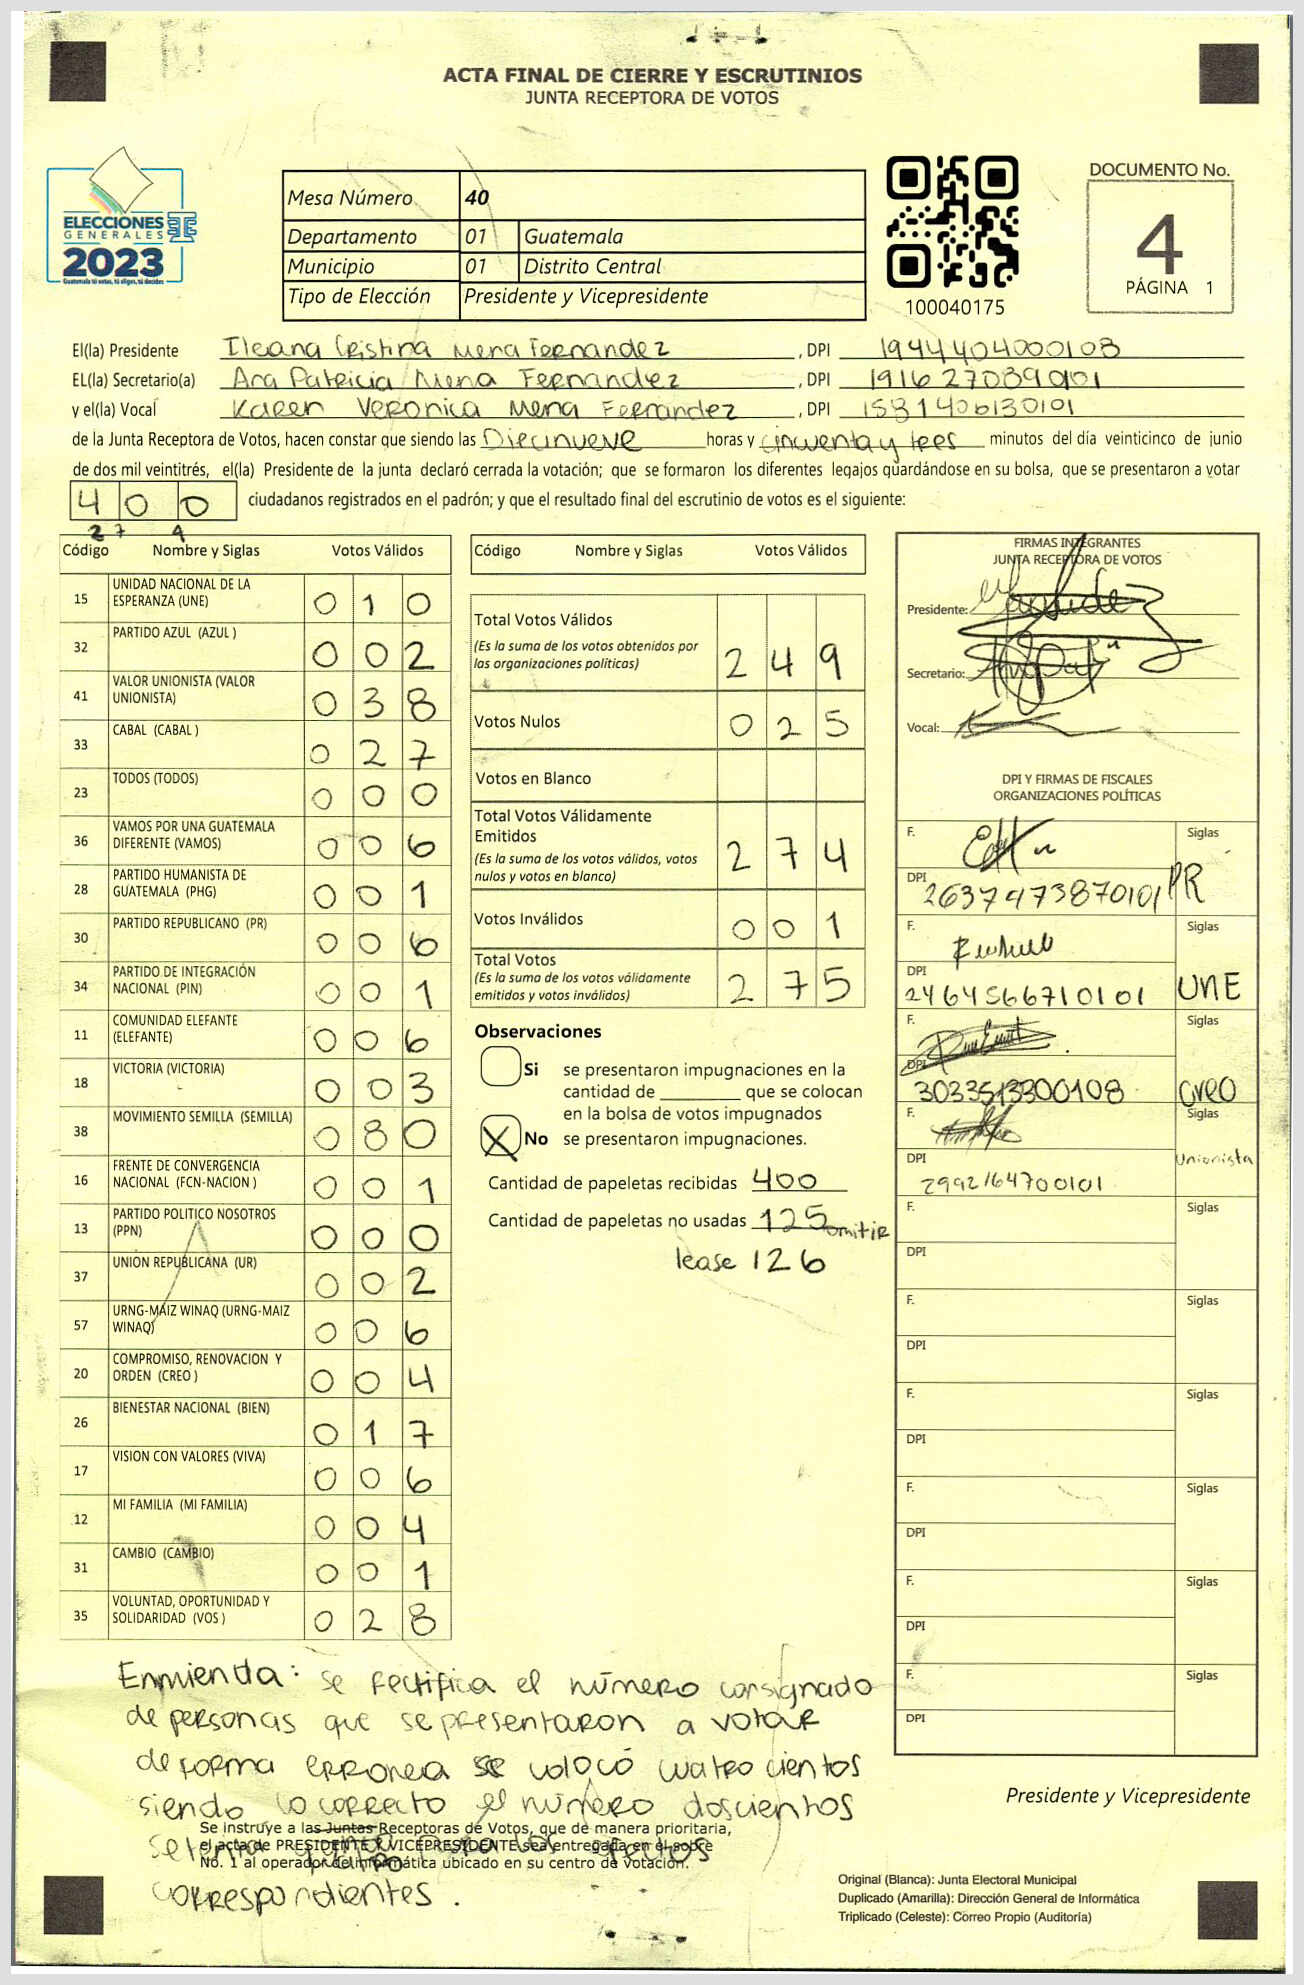 ACTA FINAL DE CIERRE Y ESCRUTINIOS
JUNTA RECEPTORA DE VOTOS
ELECCIONES
GENERALES
2023
Guatemala tú votas, tú eliges, tú decides
Mesa Número 40
Departamento 01 Guatemala
Municipio 01 Distrito Central
Tipo de Elección Presidente y Vicepresidente
100040175
DOCUMENTO No.
4
PÁGINA 1
El(la) Presidente Ileana Cristina Mena Fernandez , DPI 1944404000108
EL(la) Secretario(a) Ana Patricia Mena Fernandez , DPI
y el(la) Vocal Karen Veronica Mena Fernandez , DPI 1581406130101
de la Junta Receptora de Votos, hacen constar que siendo las Diecinueve horas y cincuenta y tres minutos del día veinticinco de junio
de dos mil veintitrés, el(la) Presidente de la junta declaró cerrada la votación; que se formaron los diferentes legajos guardándose en su bolsa, que se presentaron a votar
400 ciudadanos registrados en el padrón; y que el resultado final del escrutinio de votos es el siguiente:
2 7 4
Código Nombre y Siglas Votos Válidos
15 UNIDAD NACIONAL DE LA
ESPERANZA (UNE) 0 1 0
32 PARTIDO AZUL (AZUL ) 0 0 2
41 VALOR UNIONISTA (VALOR
UNIONISTA) 0 3 8
33 CABAL (CABAL ) 0 2 7
23 TODOS (TODOS) 0 0 0
36 VAMOS POR UNA GUATEMALA
DIFERENTE (VAMOS) 0 0 6
28 PARTIDO HUMANISTA DE
GUATEMALA (PHG) 0 0 1
30 PARTIDO REPUBLICANO (PR) 0 0 6
34 PARTIDO DE INTEGRACIÓN
NACIONAL (PIN) 0 0 1
11 COMUNIDAD ELEFANTE
(ELEFANTE) 0 0 6
18 VICTORIA (VICTORIA) 0 0 3
38 MOVIMIENTO SEMILLA (SEMILLA) 0 8 0
16 FRENTE DE CONVERGENCIA
NACIONAL (FCN-NACION ) 0 0 1
13 PARTIDO POLITICO NOSOTROS
(PPN) 0 0 0
37 UNION REPUBLICANA (UR) 0 0 2
57 URNG-MAIZ WINAQ (URNG-MAIZ
WINAQ) 0 0 6
20 COMPROMISO, RENOVACION Y
ORDEN (CREO ) 0 0 4
26 BIENESTAR NACIONAL (BIEN) 0 1 7
17 VISION CON VALORES (VIVA) 0 0 6
12 MI FAMILIA (MI FAMILIA) 0 0 4
31 CAMBIO (CAMBIO) 0 0 1
35 VOLUNTAD, OPORTUNIDAD Y
SOLIDARIDAD (VOS ) 0 2 8
Código Nombre y Siglas Votos Válidos
Total Votos Válidos
(Es la suma de los votos obtenidos por
las organizaciones políticas) 2 4 9
Votos Nulos 0 2 5
Votos en Blanco
Total Votos Válidamente
Emitidos
(Es la suma de los votos válidos, votos
nulos y votos en blanco) 2 7 4
Votos Inválidos 0 0 1
Total Votos
(Es la suma de los votos válidamente
emitidos y votos inválidos) 2 7 5
Observaciones
Si se presentaron impugnaciones en la
cantidad de ________ que se colocan
en la bolsa de votos impugnados
X No se presentaron impugnaciones.
Cantidad de papeletas recibidas 400
Cantidad de papeletas no usadas 125 omitir
lease 126
FIRMAS INTEGRANTES
JUNTA RECEPTORA DE VOTOS
Presidente:
Secretario:
Vocal:
DPI Y FIRMAS DE FISCALES
ORGANIZACIONES POLÍTICAS
F. Siglas
DPI 2637473870101 PR
F. Siglas
DPI 2464566710101 UNE
F. Siglas
DPI 3033513300108 CREO
F. Siglas
DPI 2992164700101 Unionista
F. Siglas
DPI
F. Siglas
DPI
F. Siglas
DPI
F. Siglas
DPI
F. Siglas
DPI
F. Siglas
DPI
Enmienda: se rectifica el número consignado
de personas que se presentaron a votar
de forma erronea se colocó cuatrocientos
siendo lo correcto el número doscientos
Se instruye a las Juntas Receptoras de Votos, que de manera prioritaria,
el acta de PRESIDENTE Y VICEPRESIDENTE sea entregada en el sobre
No. 1 al operador de informática ubicado en su centro de votación.
correspondientes.
Presidente y Vicepresidente
Original (Blanca): Junta Electoral Municipal
Duplicado (Amarilla): Dirección General de Informática
Triplicado (Celeste): Correo Propio (Auditoría)